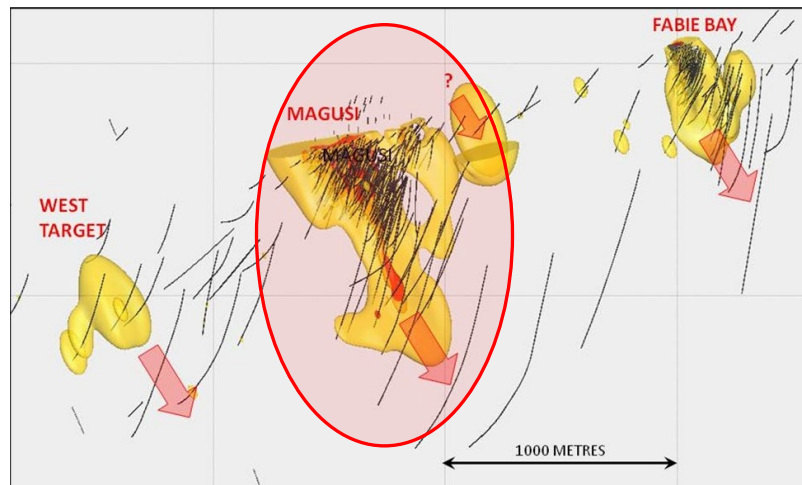 FABIE BAY
?
MAGUSI
MAGUSI
WEST
TARGET
1000 METRES